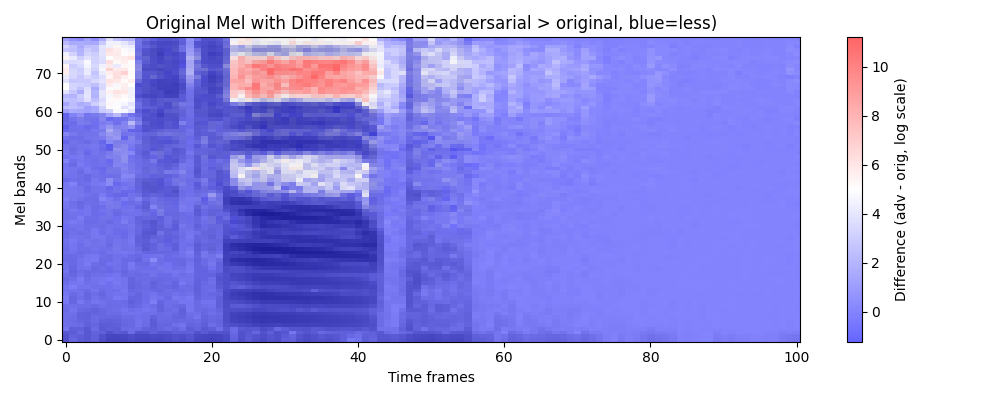 Original Mel with Differences (red=adversarial > original, blue=less)
Mel bands
70
60
50
40
30
20
10
0
0 20 40 60 80 100
Time frames
10
8
6
4
2
0
Difference (adv - orig, log scale)